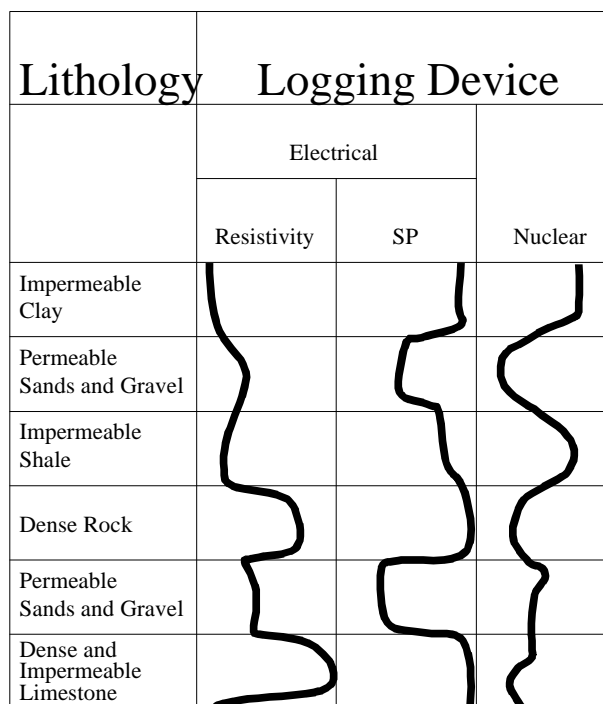 Lithology
Logging Device
Electrical
Resistivity
SP
Nuclear
Impermeable
Clay
Permeable
Sands and Gravel
Impermeable
Shale
Dense Rock
Permeable
Sands and Gravel
Dense and
Impermeable
Limestone